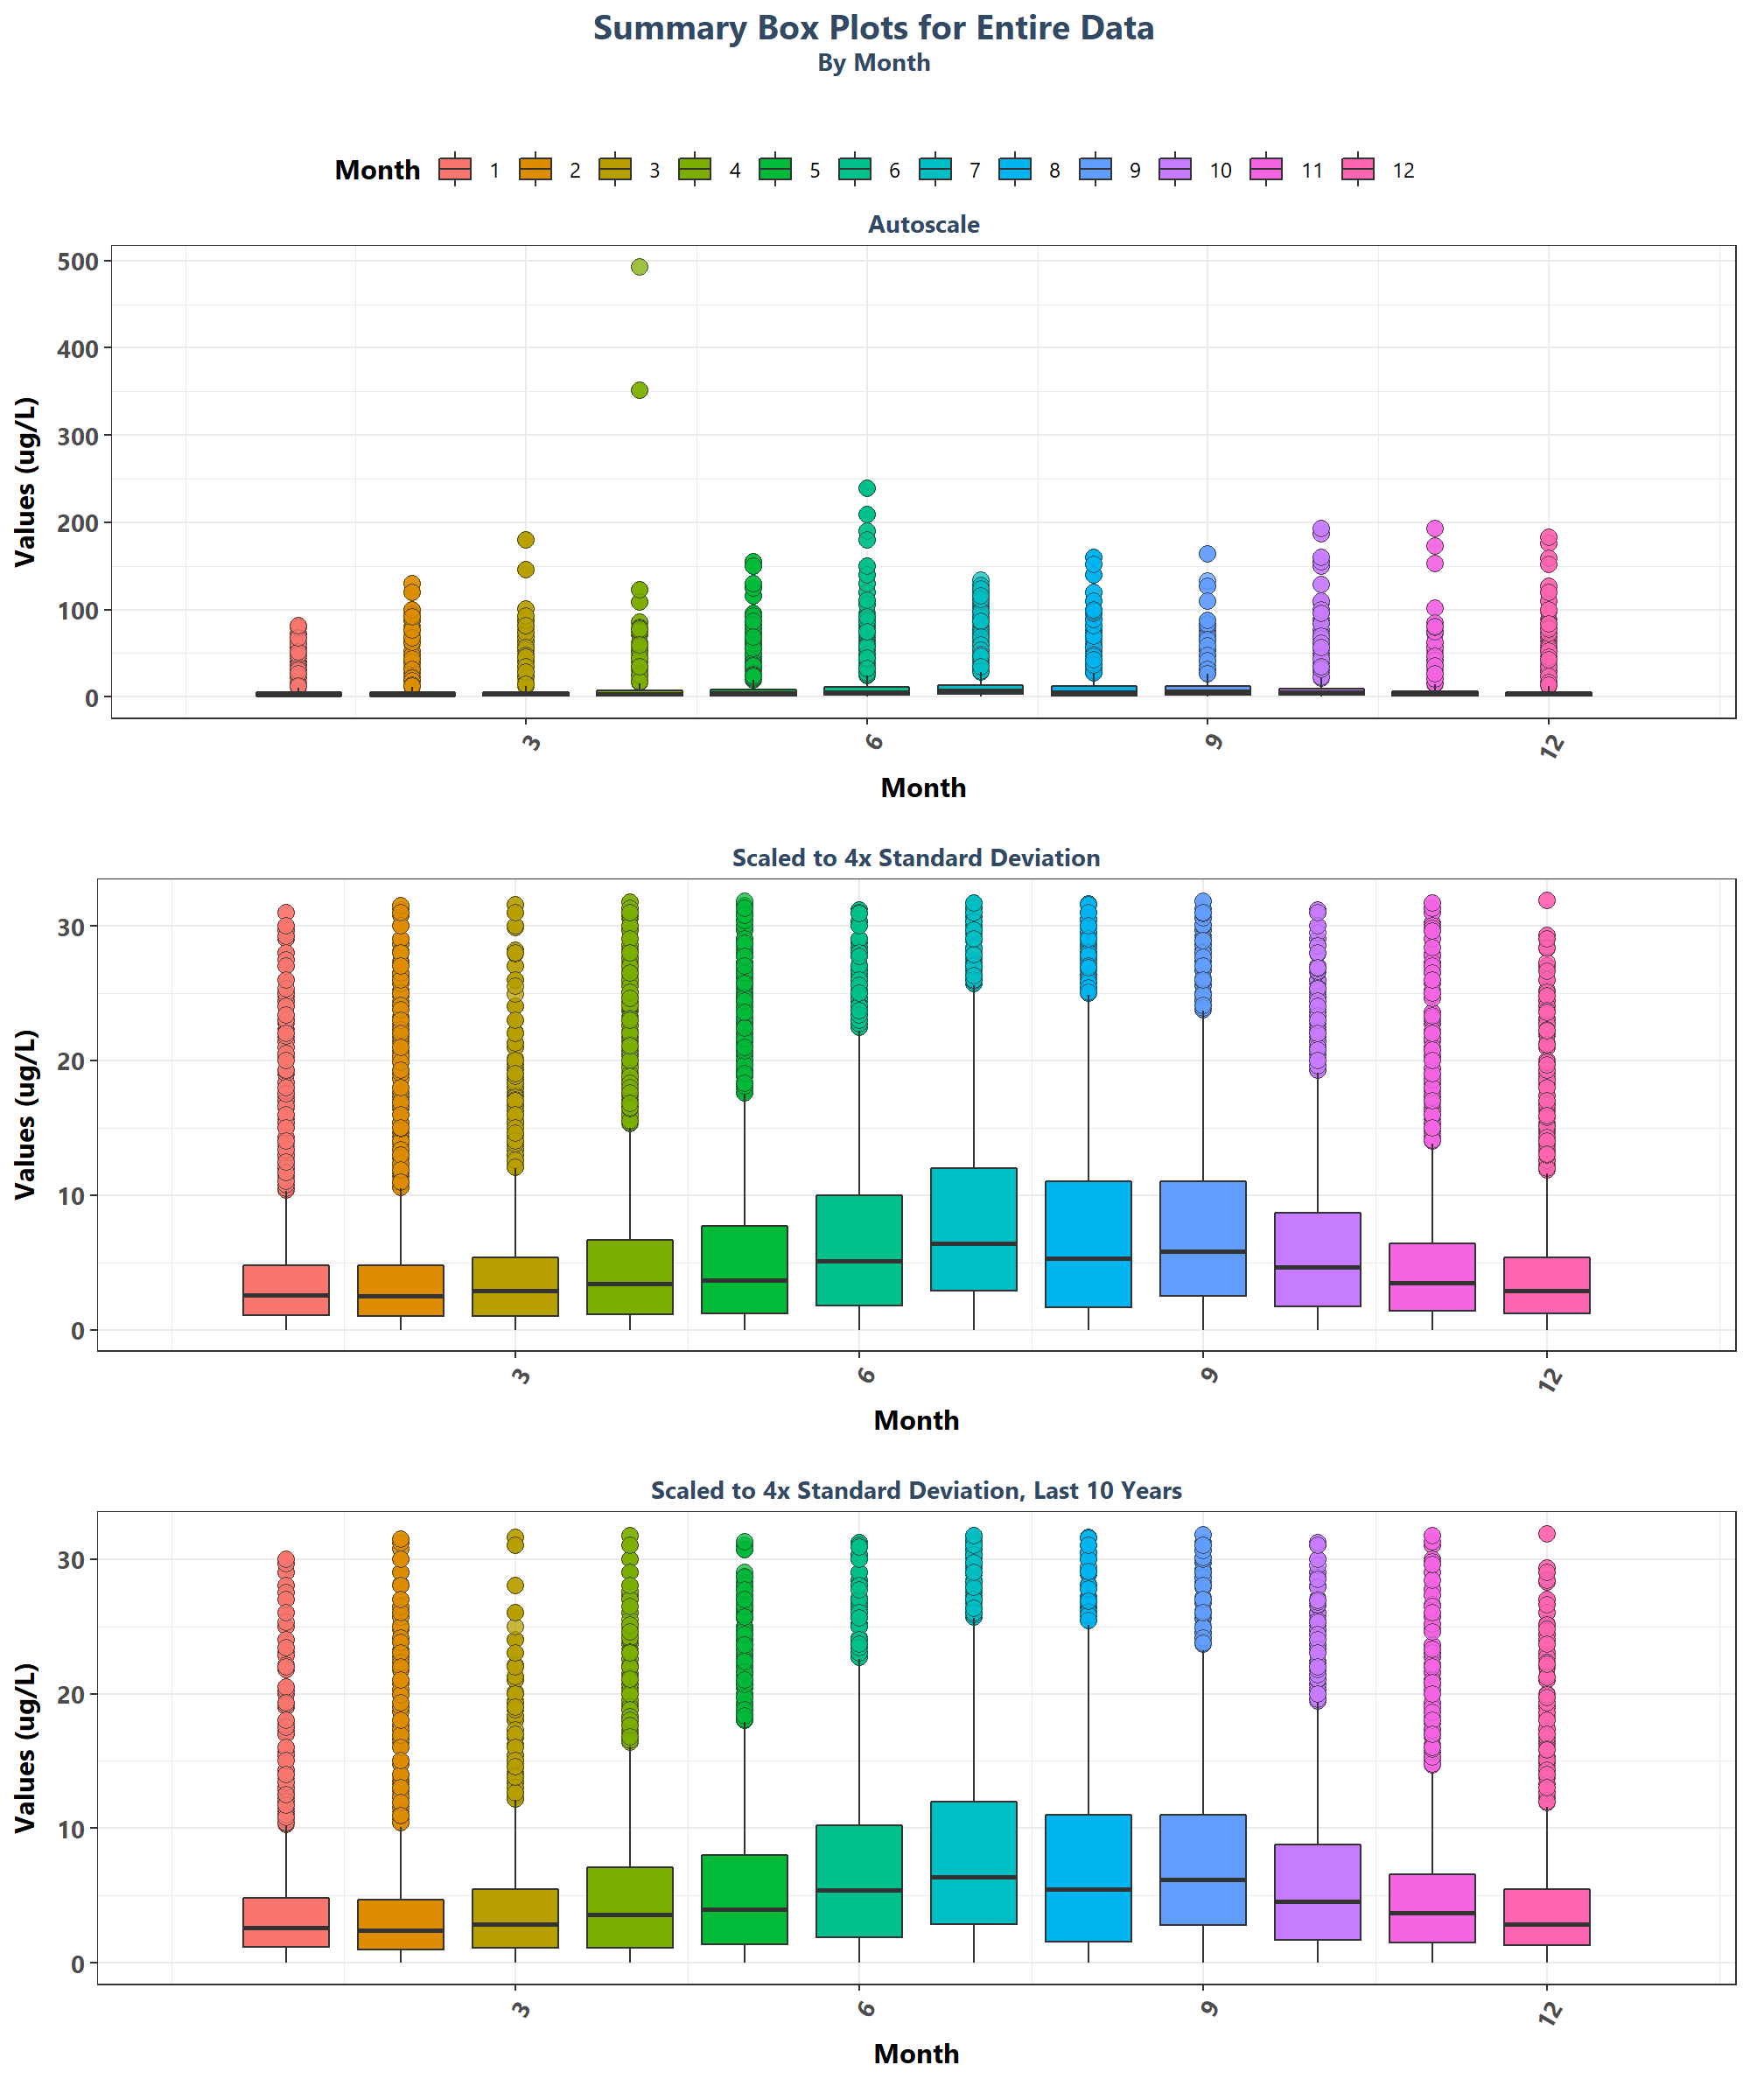 Summary Box Plots for Entire Data
By Month
Month 1 2 3 4 5 6 7 8 9 10 11 12
Autoscale
Values (ug/L)
500
400
300
200
100
0
3 6 9 12
Month
Scaled to 4x Standard Deviation
Values (ug/L)
30
20
10
0
3 6 9 12
Month
Scaled to 4x Standard Deviation, Last 10 Years
Values (ug/L)
30
20
10
0
3 6 9 12
Month